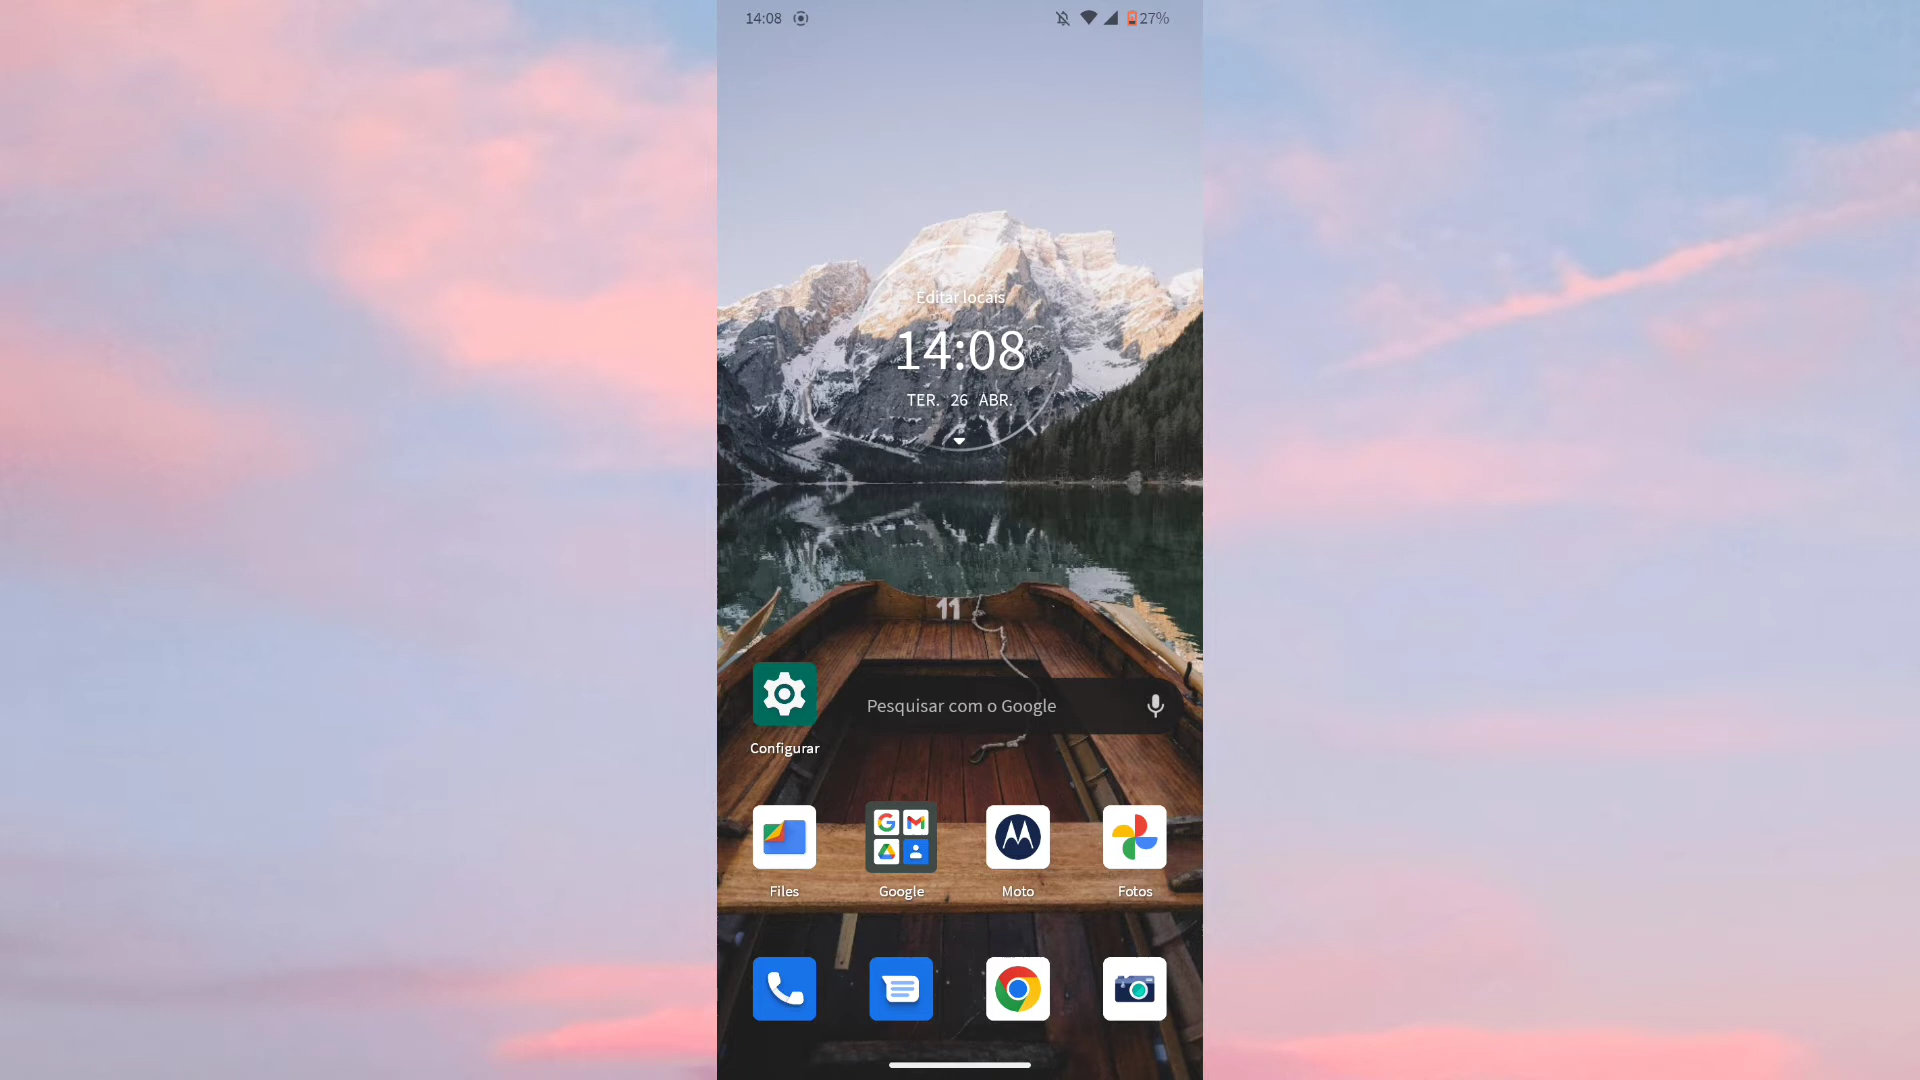 14:08
27%
Editar locais
14:08
TER. 26 ABR.
11
Pesquisar com o Google
Configurar
Files
Google
Moto
Fotos